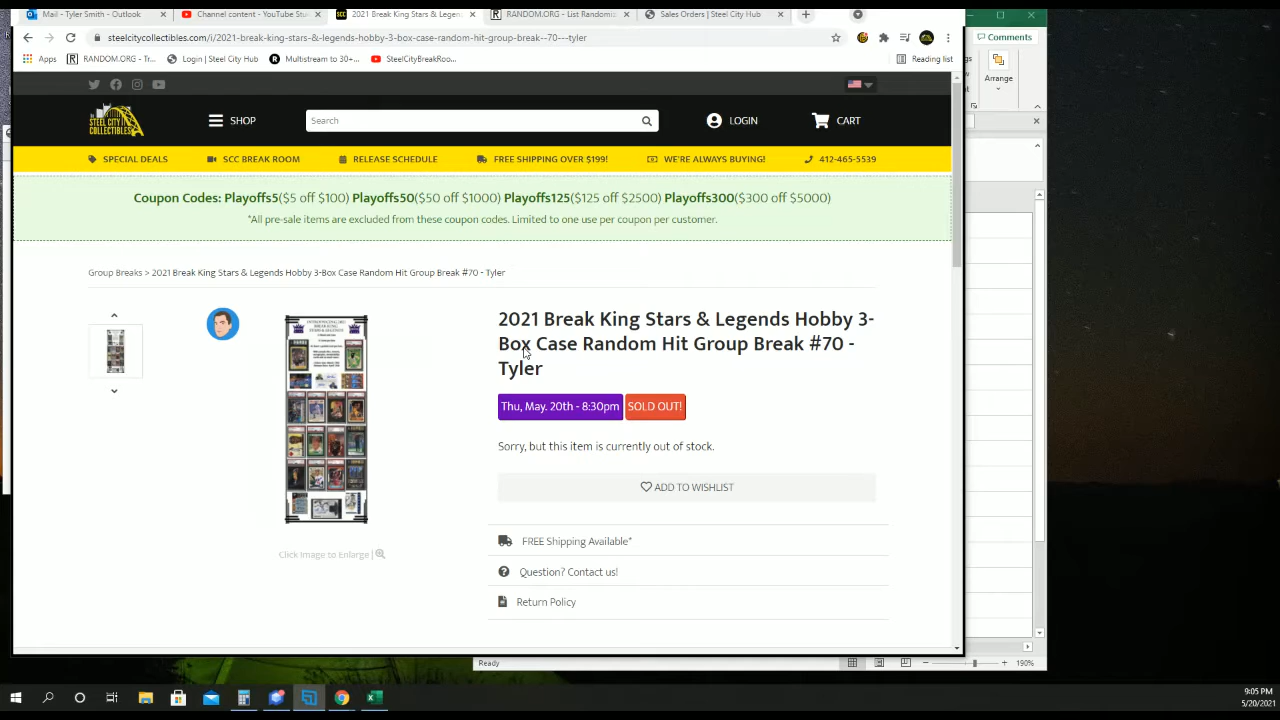 Mail - Tyler Smith - Outlook
Channel content - YouTube Stu
2021 Break King Stars & Legen
RANDOM.ORG - List Randomiz
Sales Orders | Steel City Hub
steelcitycollectibles.com/i/2021-break-king-stars-&-legends-hobby-3-box-case-random-hit-group-break--70---tyler
Comments
Apps
RANDOM.ORG - Tr...
Login | Steel City Hub
Multistream to 30+...
SteelCityBreakRoo...
Reading list
Arrange
STEEL CITY COLLECTIBLES
SHOP
Search
LOGIN
CART
SPECIAL DEALS
SCC BREAK ROOM
RELEASE SCHEDULE
FREE SHIPPING OVER $199!
WE'RE ALWAYS BUYING!
412-465-5539
Coupon Codes: Playoffs5($5 off $100) Playoffs50($50 off $1000) Playoffs125($125 off $2500) Playoffs300($300 off $5000)
*All pre-sale items are excluded from these coupon codes. Limited to one use per coupon per customer.
Group Breaks > 2021 Break King Stars & Legends Hobby 3-Box Case Random Hit Group Break #70 - Tyler
2021 Break King Stars & Legends Hobby 3-
Box Case Random Hit Group Break #70 -
Tyler
Thu, May. 20th - 8:30pm
SOLD OUT!
Sorry, but this item is currently out of stock.
ADD TO WISHLIST
FREE Shipping Available*
Click Image to Enlarge |
Question? Contact us!
Return Policy
Ready
190%
9:05 PM
5/20/2021